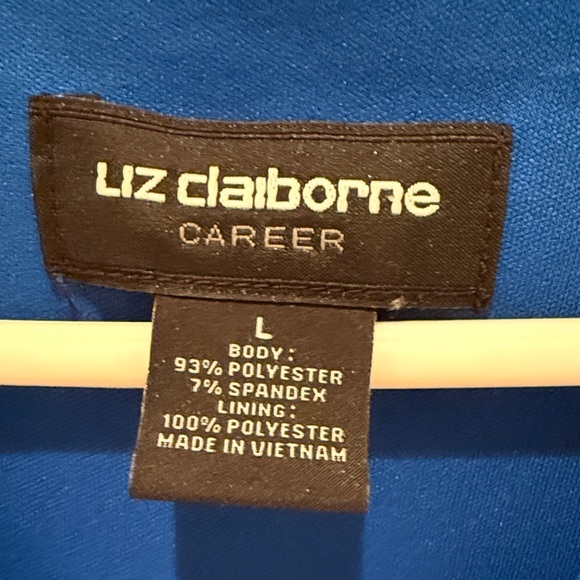 Liz claiborne
CAREER
L
BODY:
93% POLYESTER
7% SPANDEX
LINING:
100% POLYESTER
MADE IN VIETNAM